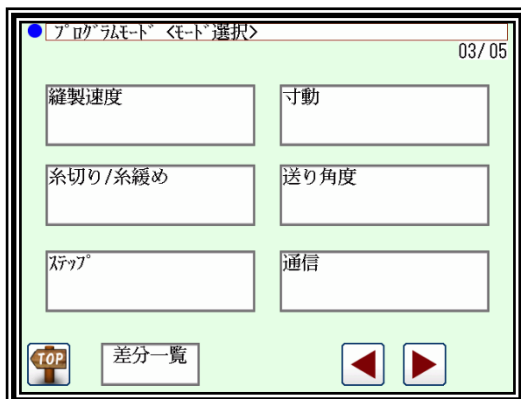 ﾌﾟﾛｸﾞﾗﾑﾓｰﾄﾞ <ﾓｰﾄﾞ選択>
03/05
縫製速度
寸動
糸切り/糸緩め
送り角度
ｽﾃｯﾌﾟ
通信
TOP
差分一覧